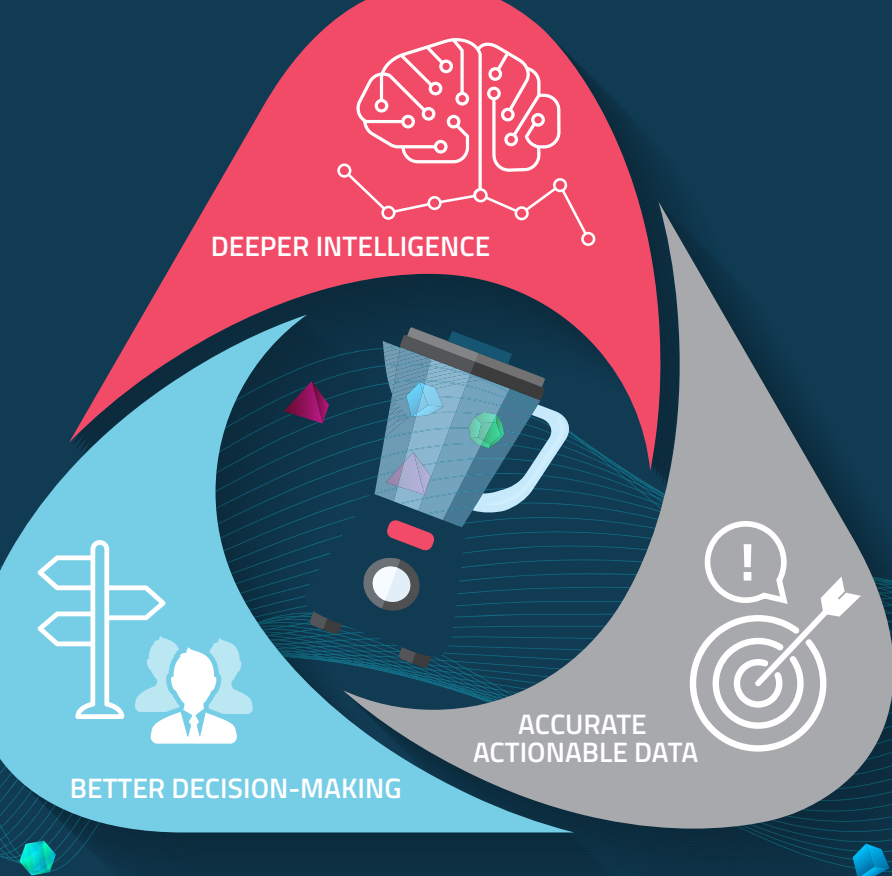 DEEPER INTELLIGENCE
ACCURATE
ACTIONABLE DATA
BETTER DECISION-MAKING